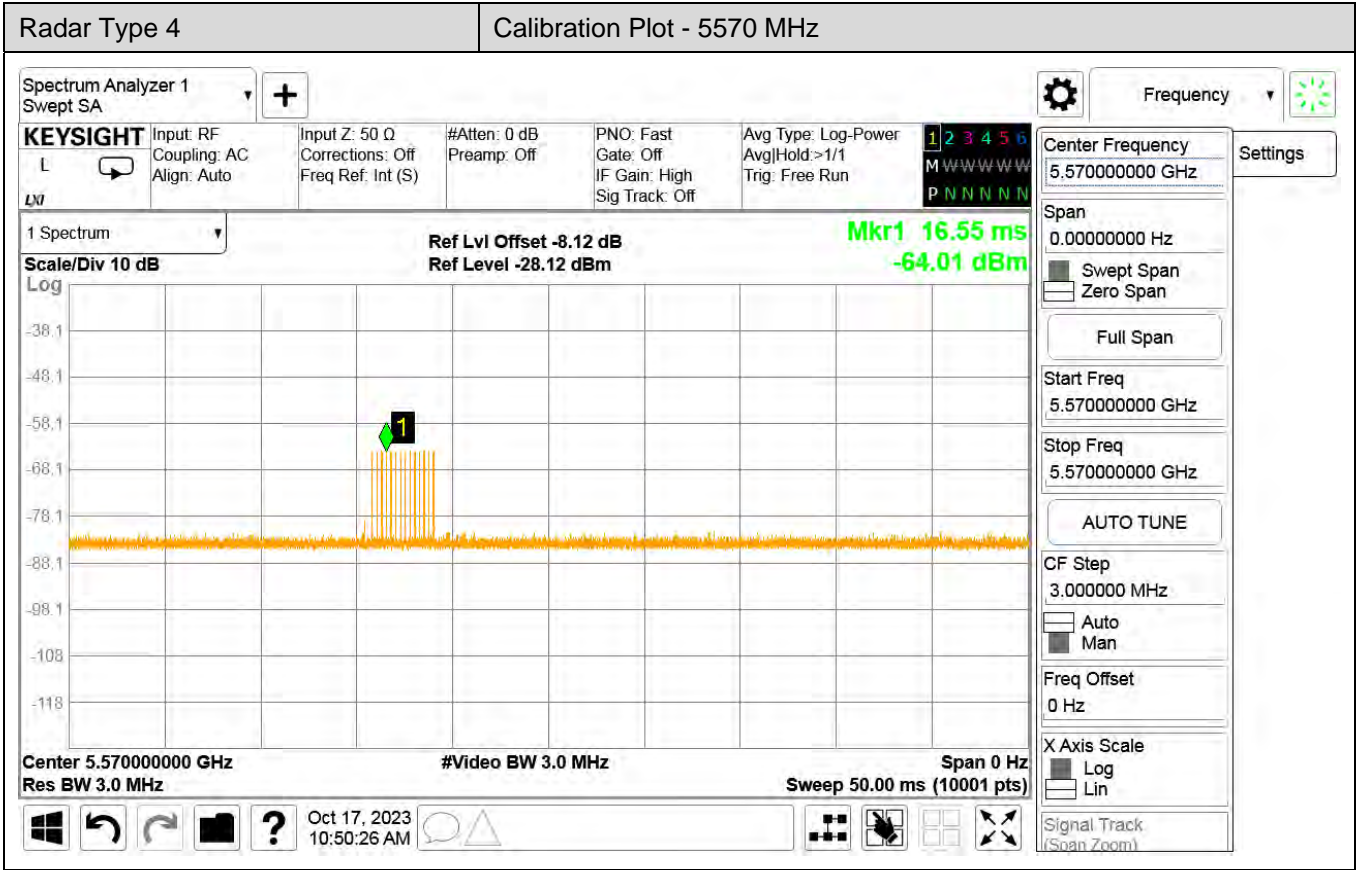 Radar Type 4
Calibration Plot - 5570 MHz
Spectrum Analyzer 1
Swept SA
+
Frequency
KEYSIGHT
L
LXI
Input: RF
Coupling: AC
Align: Auto
Input Z: 50 Ω
Corrections: Off
Freq Ref: Int (S)
#Atten: 0 dB
Preamp: Off
PNO: Fast
Gate: Off
IF Gain: High
Sig Track: Off
Avg Type: Log-Power
Avg|Hold:>1/1
Trig: Free Run
1 2 3 4 5 6
M W W W W W
P N N N N N
Settings
1 Spectrum
Scale/Div 10 dB
Log
Ref Lvl Offset -8.12 dB
Ref Level -28.12 dBm
Mkr1 16.55 ms
-64.01 dBm
-38.1
-48.1
-58.1
-68.1
-78.1
-88.1
-98.1
-108
-118
1
Center 5.570000000 GHz
Res BW 3.0 MHz
#Video BW 3.0 MHz
Span 0 Hz
Sweep 50.00 ms (10001 pts)
Center Frequency
5.570000000 GHz
Span
0.00000000 Hz
Swept Span
Zero Span
Full Span
Start Freq
5.570000000 GHz
Stop Freq
5.570000000 GHz
AUTO TUNE
CF Step
3.000000 MHz
Auto
Man
Freq Offset
0 Hz
X Axis Scale
Log
Lin
Signal Track
(Span Zoom)
?
Oct 17, 2023
10:50:26 AM